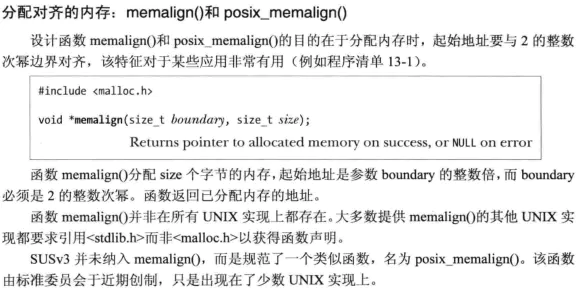 分配对齐的内存：memalign()和 posix_memalign()
设计函数 memalign()和 posix_memalign()的目的在于分配内存时，起始地址要与 2 的整数
次幂边界对齐，该特征对于某些应用非常有用（例如程序清单 13-1）。
#include <malloc.h>
void *memalign(size_t boundary, size_t size);
Returns pointer to allocated memory on success, or NULL on error
函数 memalign()分配 size 个字节的内存，起始地址是参数 boundary 的整数倍，而 boundary
必须是 2 的整数次幂。函数返回已分配内存的地址。
函数 memalign()并非在所有 UNIX 实现上都存在。大多数提供 memalign()的其他 UNIX 实
现都要求引用<stdlib.h>而非<malloc.h>以获得函数声明。
SUSv3 并未纳入 memalign()，而是规范了一个类似函数，名为 posix_memalign()。该函数
由标准委员会于近期创制，只是出现在了少数 UNIX 实现上。